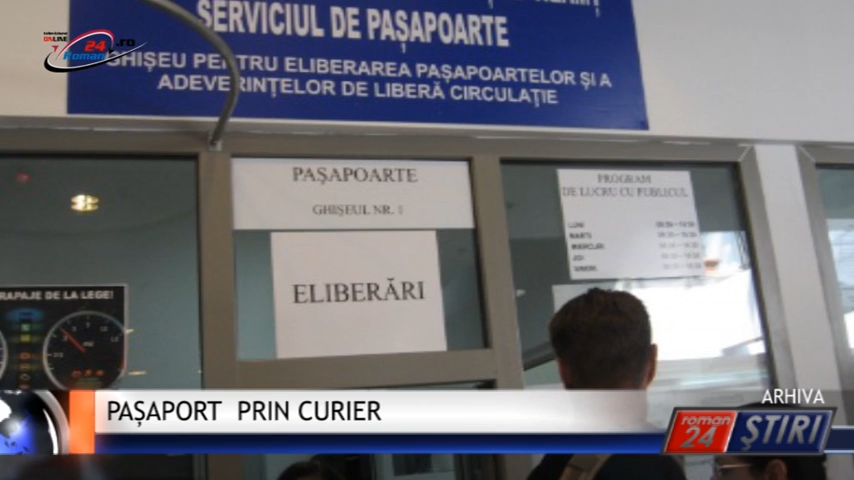 SERVICIUL DE PAȘAPOARTE
GHIȘEU PENTRU ELIBERAREA PAȘAPOARTELOR ȘI A
ADEVERINȚELOR DE LIBERĂ CIRCULAȚIE
ONLINE
Roman 24.ro
PAȘAPOARTE
GHIȘEUL NR. 1
ELIBERĂRI
PROGRAM
DE LUCRU CU PUBLICUL
LUNI
MARȚI
MIERCURI
JOI
VINERI
RAPAJE DE LA LEGE!
PAȘAPORT PRIN CURIER
ARHIVA
roman
24
ȘTIRI